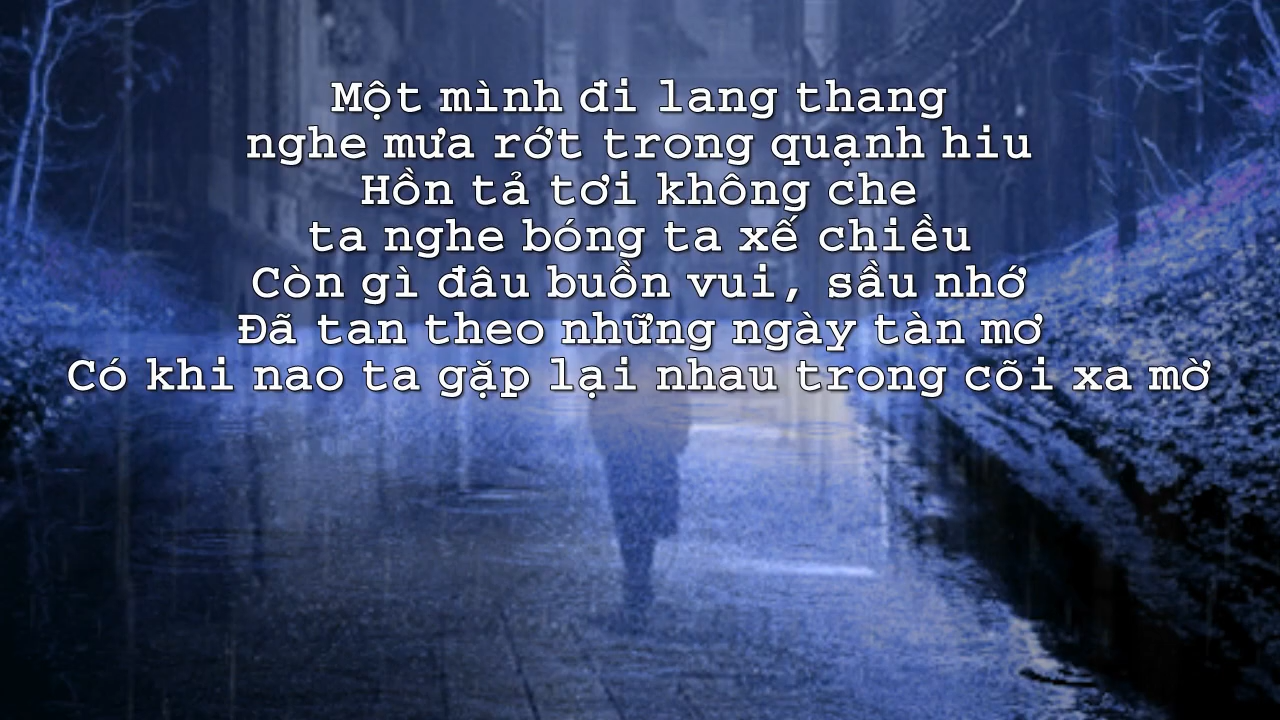 Một mình đi lang thang
nghe mưa rớt trong quạnh hiu
Hồn tả tơi không che
ta nghe bóng ta xế chiều
Còn gì đâu buồn vui, sầu nhớ
Đã tan theo những ngày tàn mơ
Có khi nao ta gặp lại nhau trong cõi xa mờ